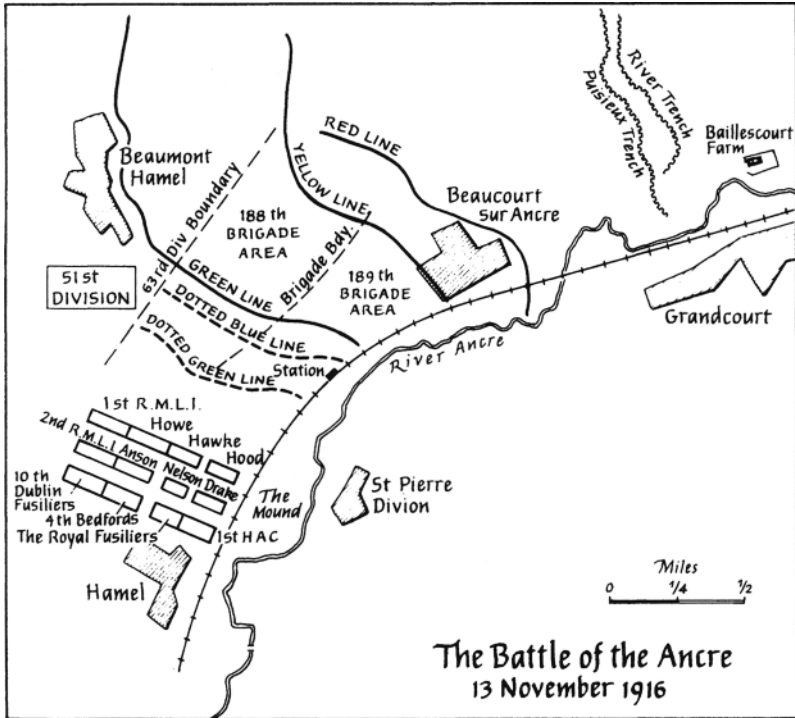 River Trench
Puisieux Trench
Baillescourt
Farm
RED LINE
Beaumont
Hamel
YELLOW LINE
Beaucourt
sur Ancre
63rd Div Boundary
188th
BRIGADE
AREA
Brigade Bdy
51st
DIVISION
GREEN LINE
189th
BRIGADE
AREA
DOTTED BLUE LINE
Grandcourt
DOTTED
GREEN LINE
Station
River Ancre
1st R.M.L.I.
Howe
Hawke
Hood
2nd R.M.L.I Anson
Nelson Drake
10th
Dublin
Fusiliers
4th Bedfords
The Royal Fusiliers
1st HAC
The
Mound
St Pierre
Divion
Hamel
Miles
0 1/4 1/2
The Battle of the Ancre
13 November 1916